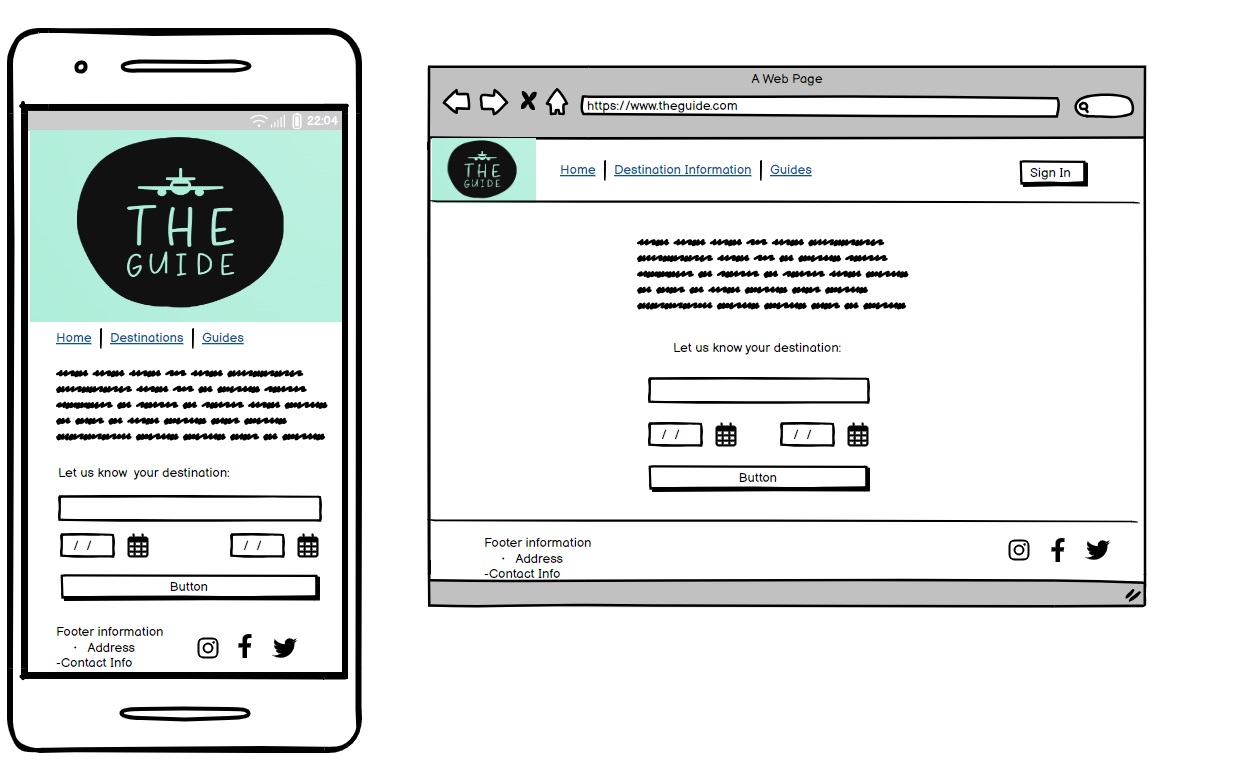 22:04
THE
GUIDE
Home | Destinations | Guides
Let us know your destination:
/ /
/ /
Button
Footer information
· Address
-Contact Info
A Web Page
https://www.theguide.com
THE
GUIDE
Home | Destination Information | Guides
Sign In
Let us know your destination:
/ /
/ /
Button
Footer information
· Address
-Contact Info